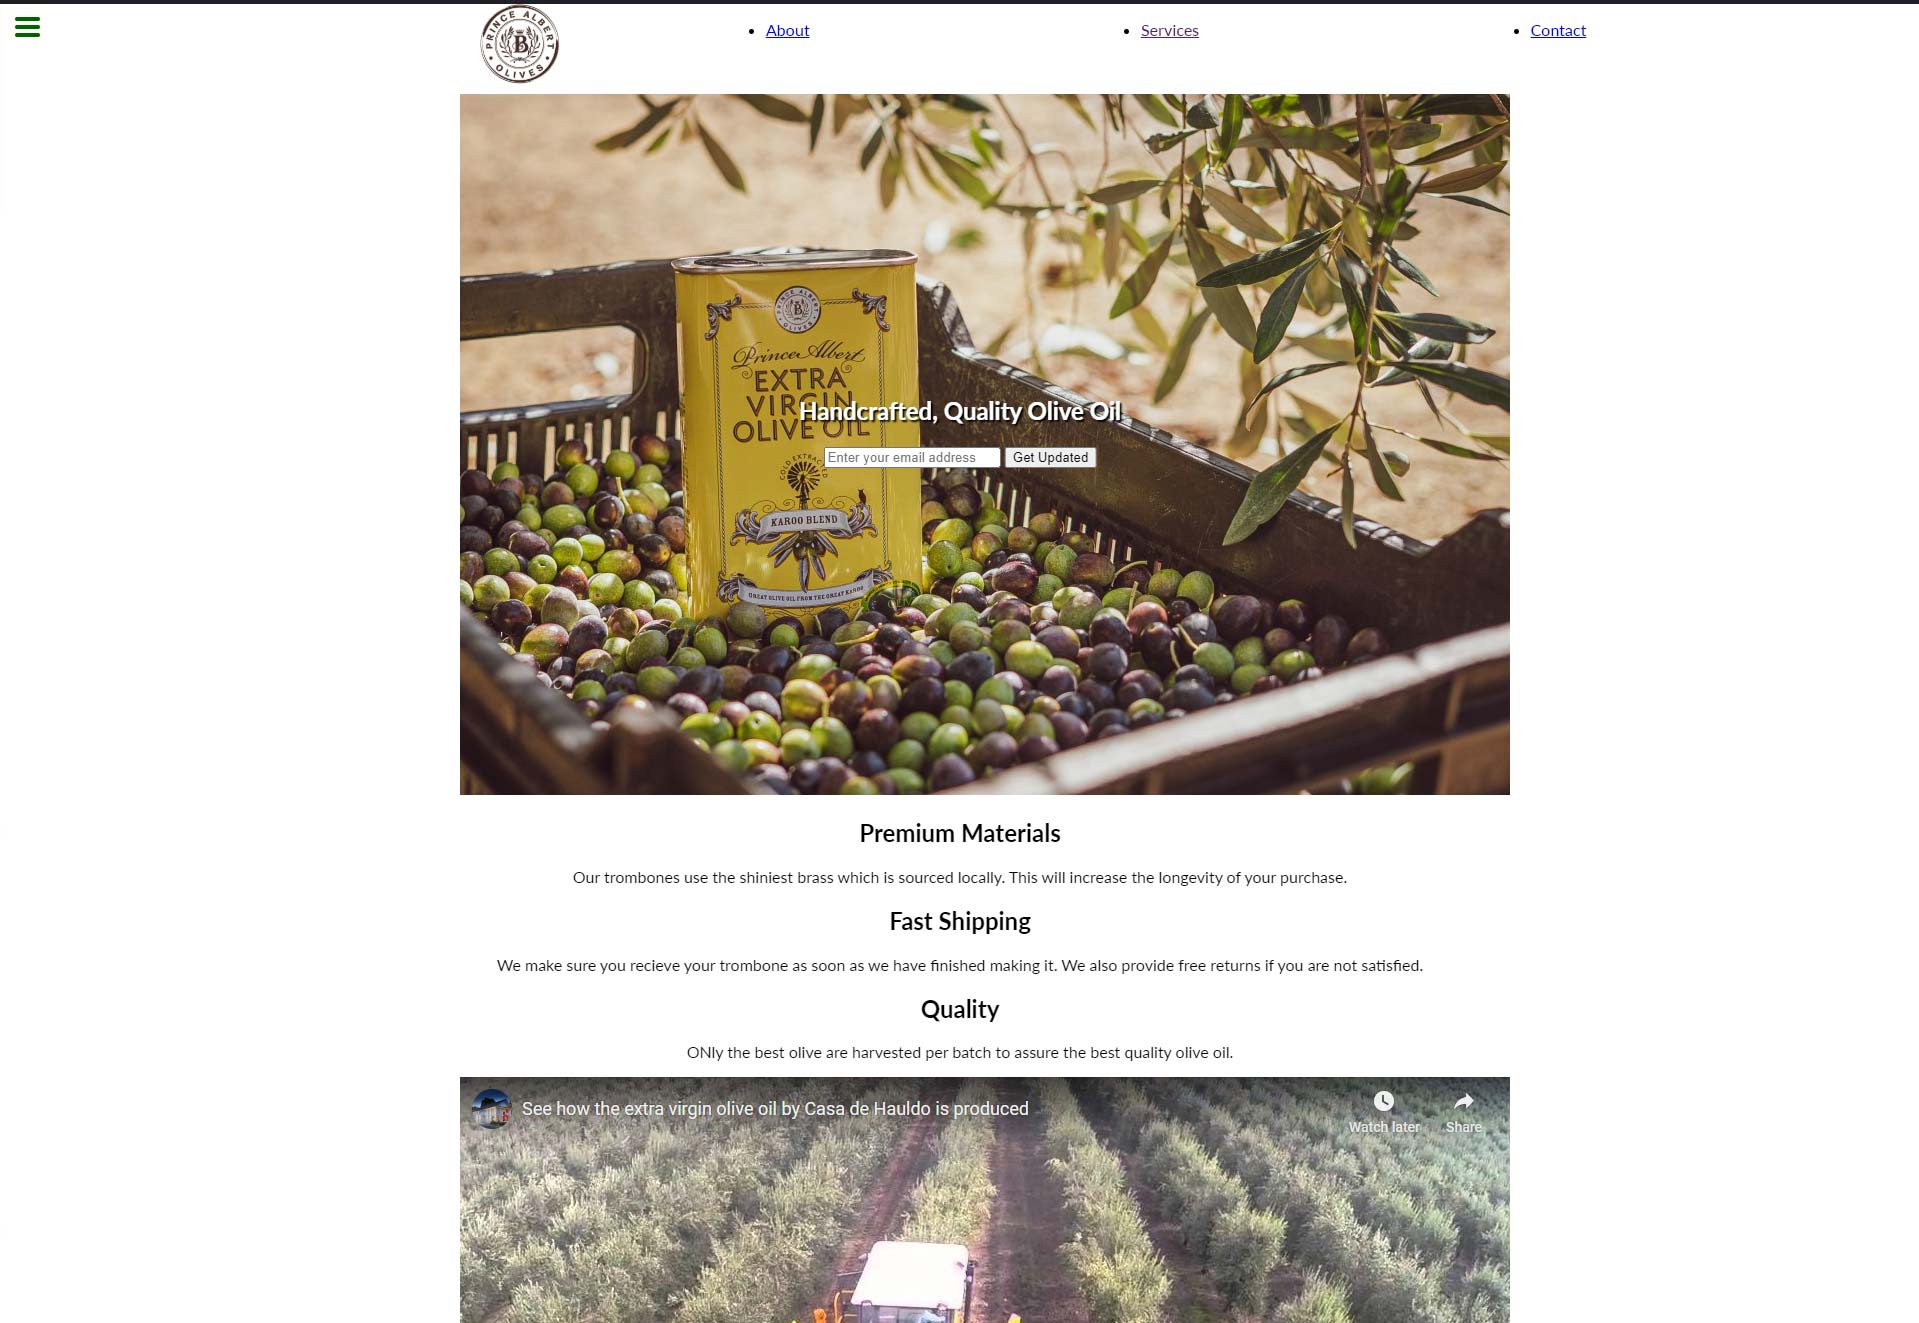 PRINCE ALBERT
B
OLIVES
About
Services
Contact
PRINCE ALBERT
B
OLIVES
Prince Albert
EXTRA
VIRGIN
OLIVE OIL
Handcrafted, Quality Olive Oil
Enter your email address
Get Updated
COLD EXTRACTED
KAROO BLEND
GREAT OLIVE OIL FROM THE GREAT KAROO
Premium Materials
Our trombones use the shiniest brass which is sourced locally. This will increase the longevity of your purchase.
Fast Shipping
We make sure you recieve your trombone as soon as we have finished making it. We also provide free returns if you are not satisfied.
Quality
ONly the best olive are harvested per batch to assure the best quality olive oil.
See how the extra virgin olive oil by Casa de Hauldo is produced
Watch later
Share